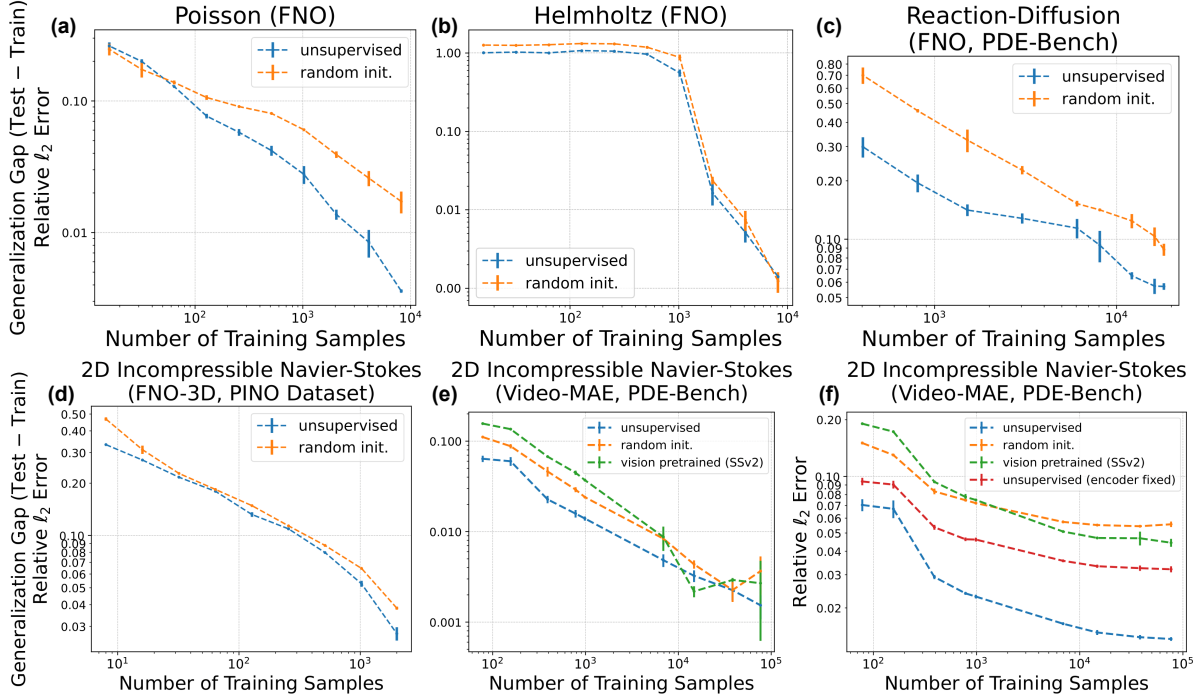 (a)
Poisson (FNO)
Generalization Gap (Test − Train)
Relative ℓ2 Error
0.10
0.01
unsupervised
random init.
10^2
10^3
10^4
Number of Training Samples
(b)
Helmholtz (FNO)
1.00
0.10
0.01
0.00
unsupervised
random init.
10^2
10^3
10^4
Number of Training Samples
(c)
Reaction-Diffusion
(FNO, PDE-Bench)
0.80
0.70
0.60
0.50
0.40
0.30
0.20
0.10
0.09
0.08
0.07
0.06
0.05
unsupervised
random init.
10^3
10^4
Number of Training Samples
(d)
2D Incompressible Navier-Stokes
(FNO-3D, PINO Dataset)
Generalization Gap (Test − Train)
Relative ℓ2 Error
0.50
0.40
0.30
0.20
0.10
0.09
0.08
0.07
0.06
0.05
0.04
0.03
unsupervised
random init.
10^1
10^2
10^3
Number of Training Samples
(e)
2D Incompressible Navier-Stokes
(Video-MAE, PDE-Bench)
0.100
0.010
0.001
unsupervised
random init.
vision pretrained (SSv2)
10^2
10^3
10^4
10^5
Number of Training Samples
(f)
2D Incompressible Navier-Stokes
(Video-MAE, PDE-Bench)
Relative ℓ2 Error
0.20
0.10
0.09
0.08
0.07
0.06
0.05
0.04
0.03
0.02
unsupervised
random init.
vision pretrained (SSv2)
unsupervised (encoder fixed)
10^2
10^3
10^4
10^5
Number of Training Samples